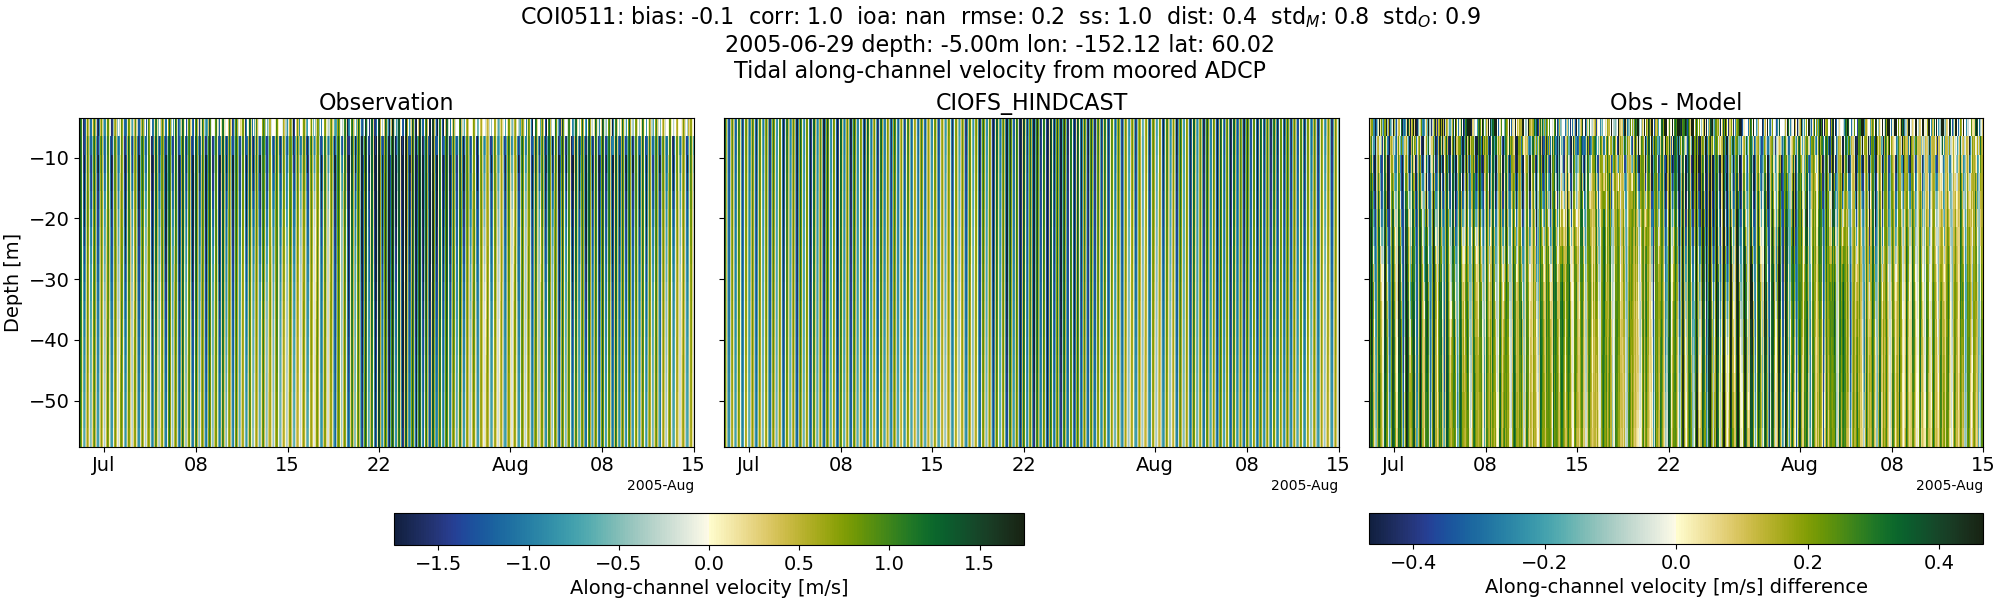 COI0511: bias: -0.1 corr: 1.0 ioa: nan rmse: 0.2 ss: 1.0 dist: 0.4 std_M: 0.8 std_O: 0.9
2005-06-29 depth: -5.00m lon: -152.12 lat: 60.02
Tidal along-channel velocity from moored ADCP
Observation
CIOFS_HINDCAST
Obs - Model
Depth [m]
−10
−20
−30
−40
−50
Jul 08 15 22 Aug 08 15
2005-Aug
Jul 08 15 22 Aug 08 15
2005-Aug
Jul 08 15 22 Aug 08 15
2005-Aug
−1.5 −1.0 −0.5 0.0 0.5 1.0 1.5
Along-channel velocity [m/s]
−0.4 −0.2 0.0 0.2 0.4
Along-channel velocity [m/s] difference